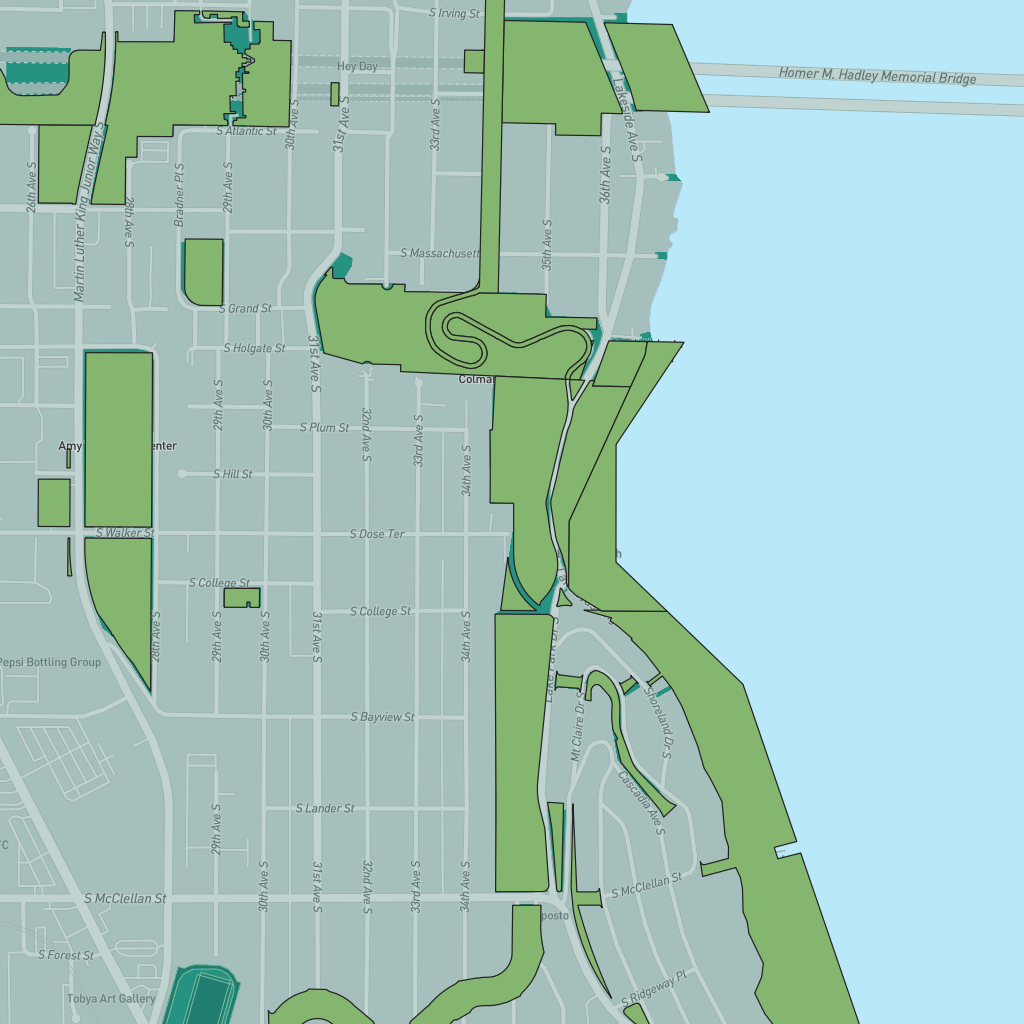 S Irving St
Hey Day
Homer M. Hadley Memorial Bridge
Lakeside Ave S
31st Ave S
30th Ave S
33rd Ave S
S Atlantic St
26th Ave S
Martin Luther King Junior Way S
28th Ave S
Bradner Pl S
29th Ave S
36th Ave S
35th Ave S
S Massachusett
S Grand St
S Holgate St
31st Ave S
29th Ave S
30th Ave S
32nd Ave S
33rd Ave S
34th Ave S
S Plum St
Amy
enter
S Hill St
S Walker St
S Dose Ter
S College St
S College St
28th Ave S
29th Ave S
30th Ave S
31st Ave S
34th Ave S
Pepsi Bottling Group
Lake Park Dr S
S Bayview St
Mt Claire Dr S
Shoreland Dr S
Cascadia Ave S
S Lander St
29th Ave S
30th Ave S
31st Ave S
32nd Ave S
33rd Ave S
34th Ave S
S McClellan St
S McClellan St
posto
S Forest St
Tobya Art Gallery
S Ridgeway Pl